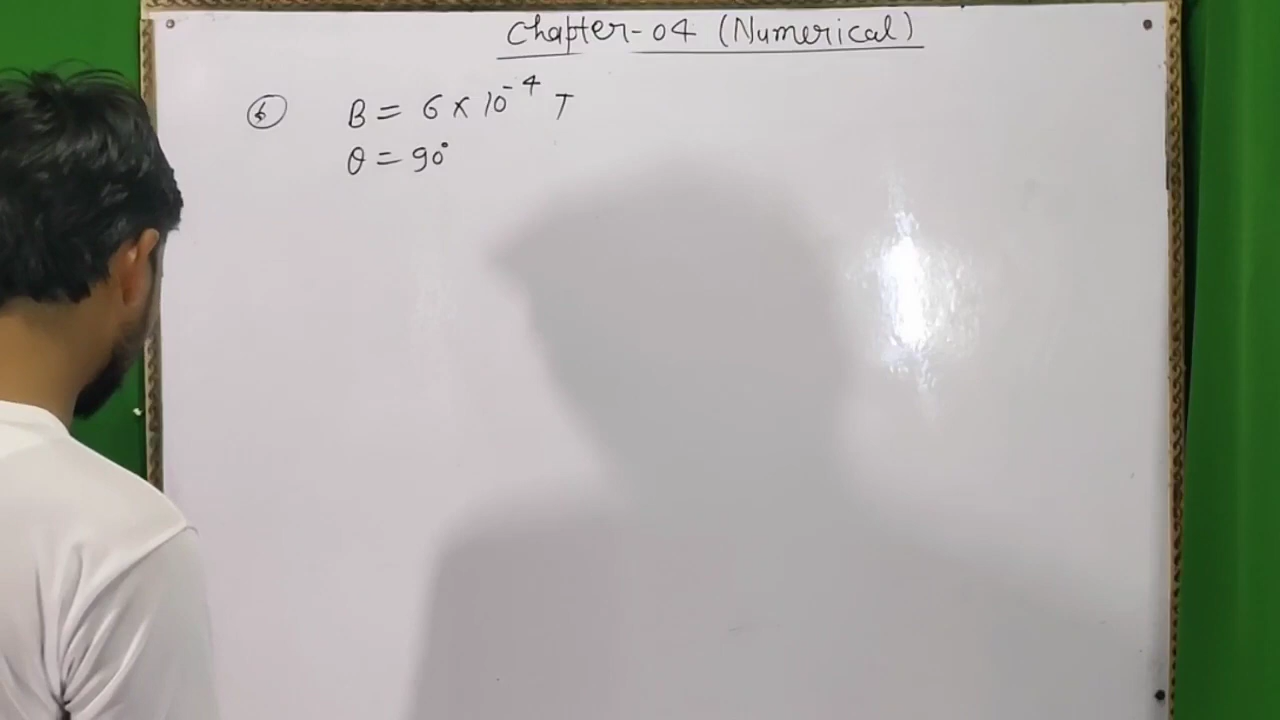 Chapter-04 (Numerical)
⑥ B = 6 × 10⁻⁴ T
θ = 90°